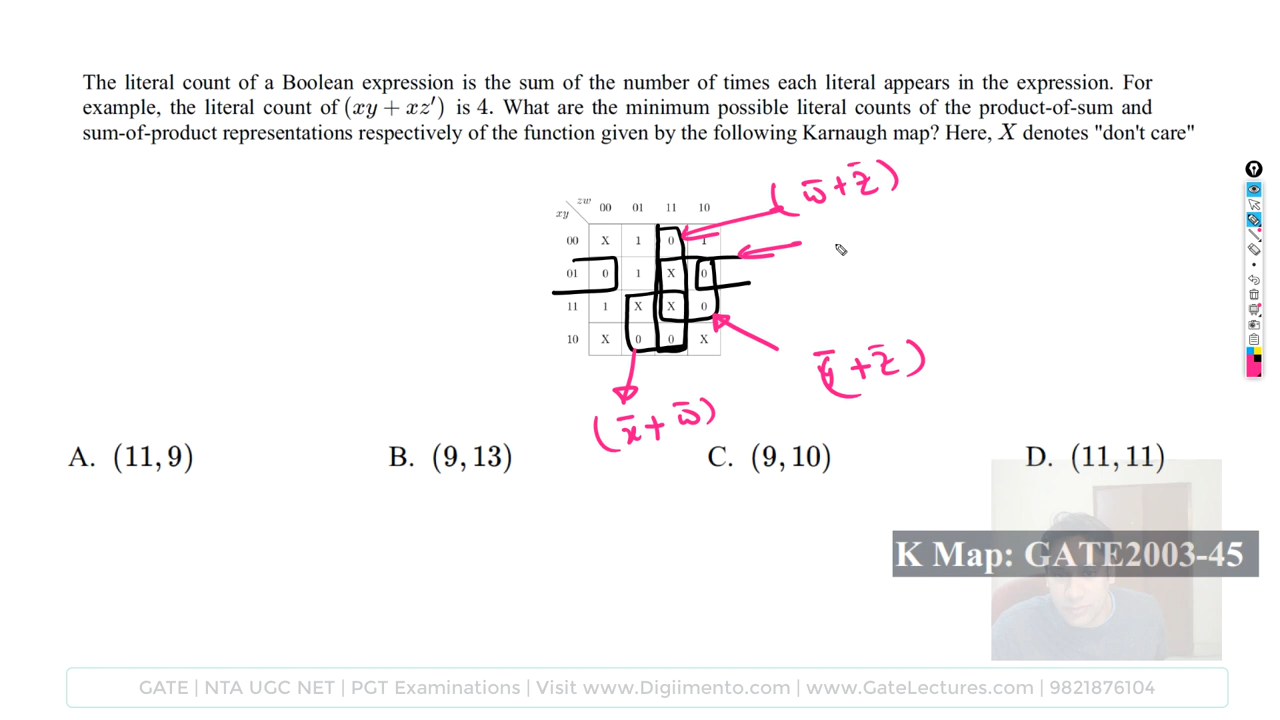 The literal count of a Boolean expression is the sum of the number of times each literal appears in the expression. For
example, the literal count of (xy + xz′) is 4. What are the minimum possible literal counts of the product-of-sum and
sum-of-product representations respectively of the function given by the following Karnaugh map? Here, X denotes "don't care"
(w̄+z̄)
zw 00 01 11 10
xy
00 X 1 0 1
01 0 1 X 0
11 1 X X 0
10 X 0 0 X
(ȳ+z̄)
(x̄+w̄)
A. (11, 9) B. (9, 13) C. (9, 10) D. (11, 11)
K Map: GATE2003-45
GATE | NTA UGC NET | PGT Examinations | Visit www.Digiimento.com | www.GateLectures.com | 9821876104